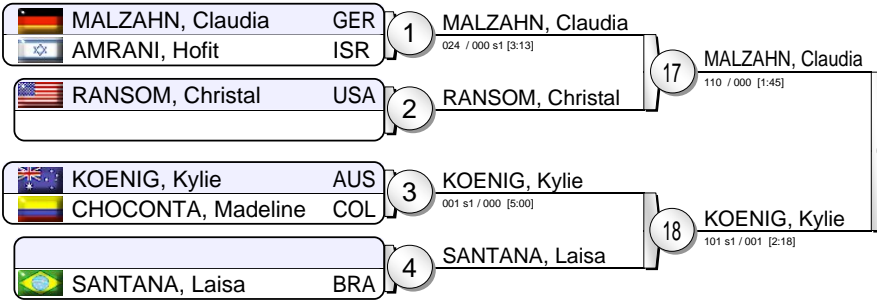 MALZAHN, Claudia GER
AMRANI, Hofit ISR
1
MALZAHN, Claudia
024 / 000 s1 [3:13]
RANSOM, Christal USA
2
RANSOM, Christal
17
MALZAHN, Claudia
110 / 000 [1:45]
KOENIG, Kylie AUS
CHOCONTA, Madeline COL
3
KOENIG, Kylie
001 s1 / 000 [5:00]
SANTANA, Laisa BRA
4
SANTANA, Laisa
18
KOENIG, Kylie
101 s1 / 001 [2:18]